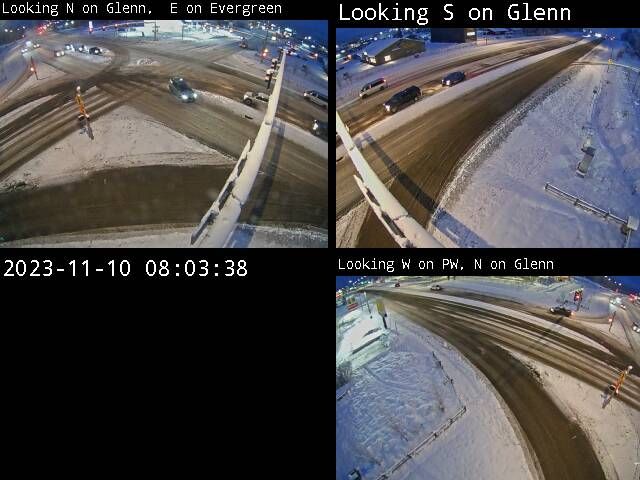 Looking N on Glenn,  E on Evergreen
Looking S on Glenn
2023-11-10 08:03:38
Looking W on PW, N on Glenn